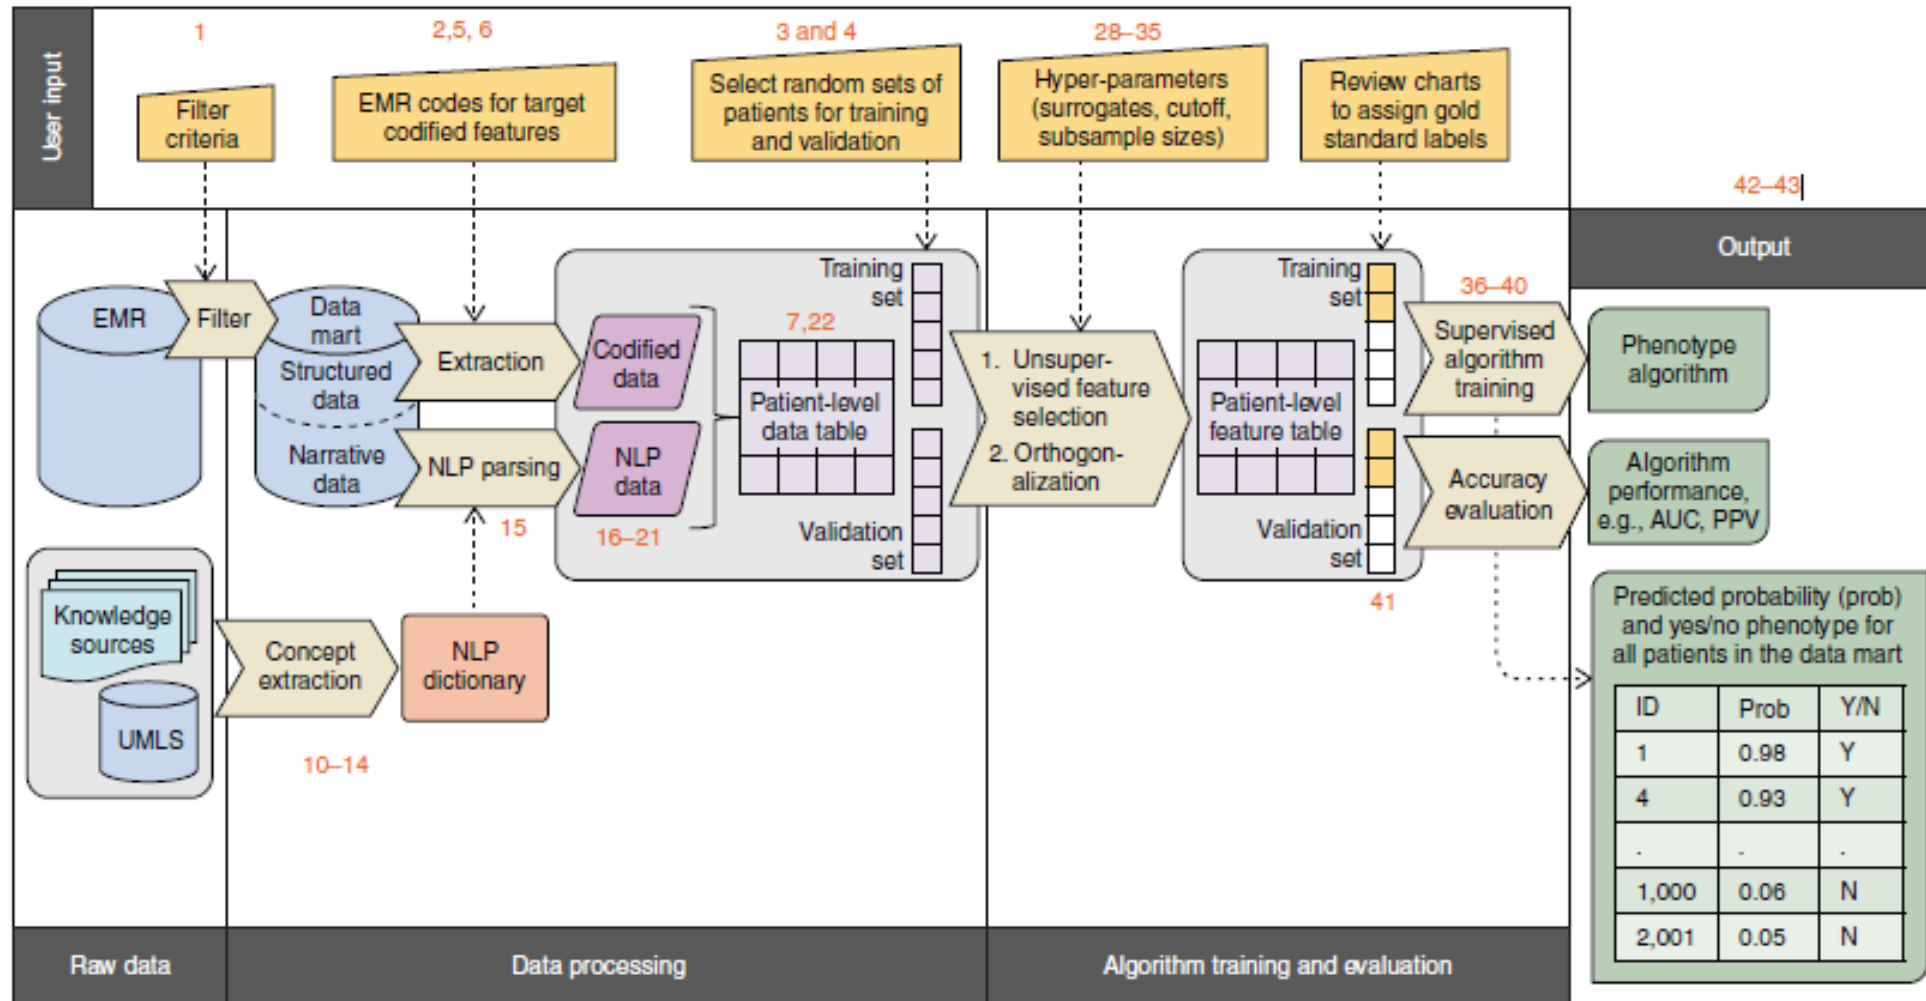 User input
1
Filter
criteria
2,5, 6
EMR codes for target
codified features
3 and 4
Select random sets of
patients for training
and validation
28–35
Hyper-parameters
(surrogates, cutoff,
subsample sizes)
Review charts
to assign gold
standard labels
42–43
Output
EMR
Filter
Data
mart
Structured
data
Narrative
data
Extraction
NLP parsing
15
Codified
data
NLP
data
16–21
7,22
Patient-level
data table
Training
set
Validation
set
1. Unsuper-
vised feature
selection
2. Orthogon-
alization
Patient-level
feature table
Training
set
Validation
set
41
36–40
Supervised
algorithm
training
Accuracy
evaluation
Phenotype
algorithm
Algorithm
performance,
e.g., AUC, PPV
Knowledge
sources
UMLS
Concept
extraction
10–14
NLP
dictionary
Predicted probability (prob)
and yes/no phenotype for
all patients in the data mart
ID Prob Y/N
1 0.98 Y
4 0.93 Y
. . .
1,000 0.06 N
2,001 0.05 N
Raw data
Data processing
Algorithm training and evaluation